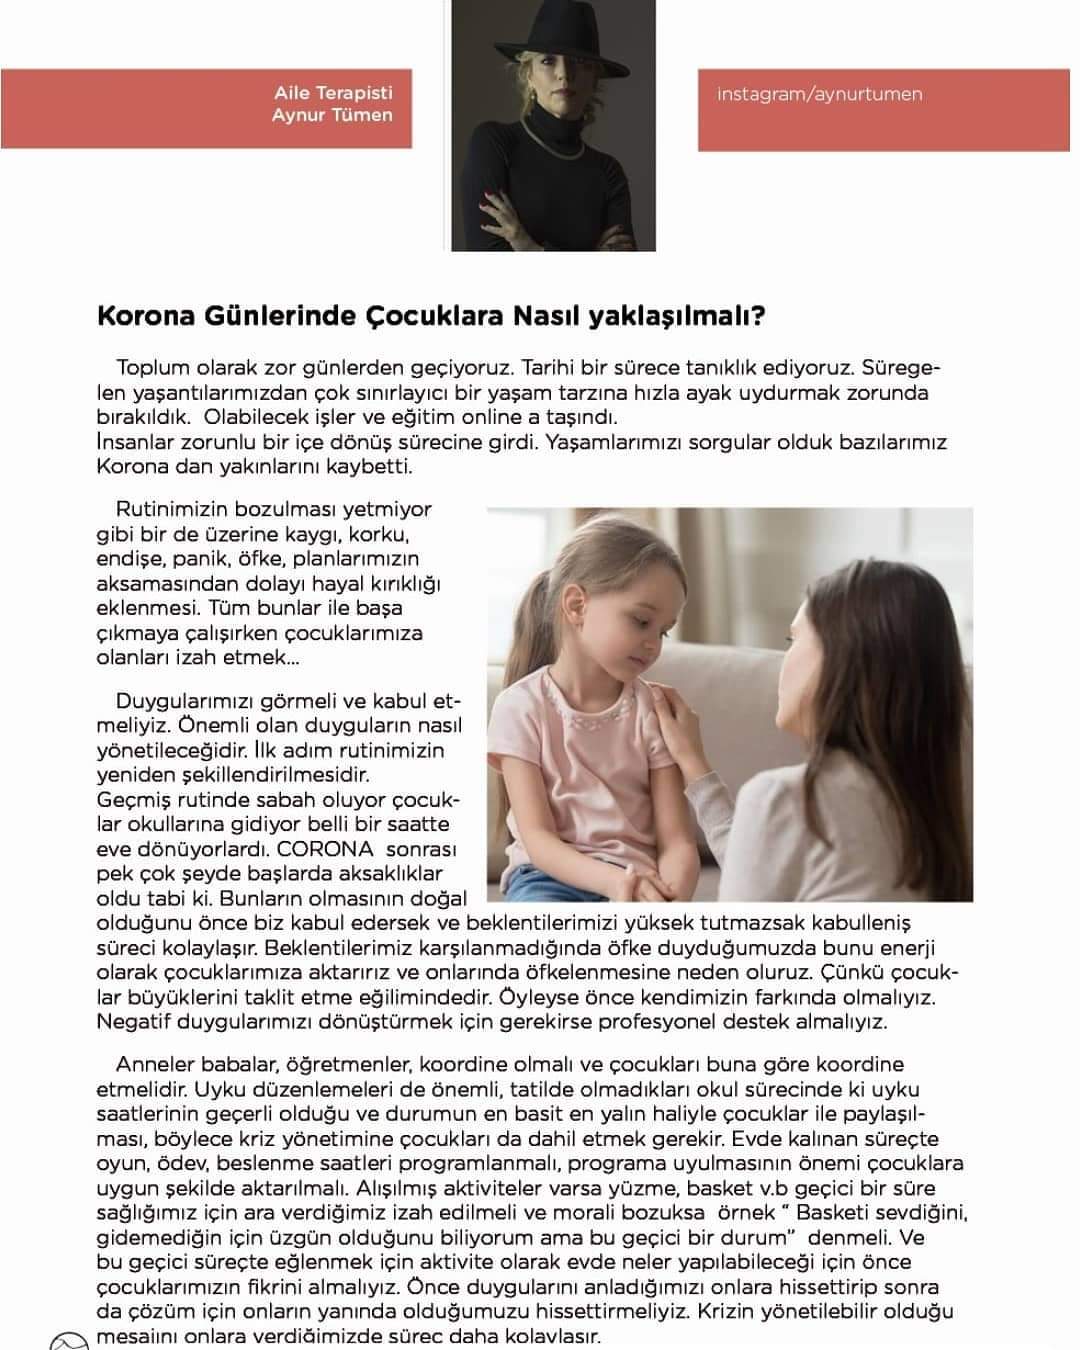 Aile Terapisti
Aynur Tümen
instagram/aynurtumen
Korona Günlerinde Çocuklara Nasıl yaklaşılmalı?
Toplum olarak zor günlerden geçiyoruz. Tarihi bir sürece tanıklık ediyoruz. Sürege-
len yaşantılarımızdan çok sınırlayıcı bir yaşam tarzına hızla ayak uydurmak zorunda
bırakıldık. Olabilecek işler ve eğitim online a taşındı.
İnsanlar zorunlu bir içe dönüş sürecine girdi. Yaşamlarımızı sorgular olduk bazılarımız
Korona dan yakınlarını kaybetti.
Rutinimizin bozulması yetmiyor
gibi bir de üzerine kaygı, korku,
endişe, panik, öfke, planlarımızın
aksamasından dolayı hayal kırıklığı
eklenmesi. Tüm bunlar ile başa
çıkmaya çalışırken çocuklarımıza
olanları izah etmek...
Duygularımızı görmeli ve kabul et-
meliyiz. Önemli olan duyguların nasıl
yönetileceğidir. İlk adım rutinimizin
yeniden şekillendirilmesidir.
Geçmiş rutinde sabah oluyor çocuk-
lar okullarına gidiyor belli bir saatte
eve dönüyorlardı. CORONA sonrası
pek çok şeyde başlarda aksaklıklar
oldu tabi ki. Bunların olmasının doğal
olduğunu önce biz kabul edersek ve beklentilerimizi yüksek tutmazsak kabulleniş
süreci kolaylaşır. Beklentilerimiz karşılanmadığında öfke duyduğumuzda bunu enerji
olarak çocuklarımıza aktarırız ve onlarında öfkelenmesine neden oluruz. Çünkü çocuk-
lar büyüklerini taklit etme eğilimindedir. Öyleyse önce kendimizin farkında olmalıyız.
Negatif duygularımızı dönüştürmek için gerekirse profesyonel destek almalıyız.
Anneler babalar, öğretmenler, koordine olmalı ve çocukları buna göre koordine
etmelidir. Uyku düzenlemeleri de önemli, tatilde olmadıkları okul sürecinde ki uyku
saatlerinin geçerli olduğu ve durumun en basit en yalın haliyle çocuklar ile paylaşıl-
ması, böylece kriz yönetimine çocukları da dahil etmek gerekir. Evde kalınan süreçte
oyun, ödev, beslenme saatleri programlanmalı, programa uyulmasının önemi çocuklara
uygun şekilde aktarılmalı. Alışılmış aktiviteler varsa yüzme, basket v.b geçici bir süre
sağlığımız için ara verdiğimiz izah edilmeli ve morali bozuksa örnek “ Basketi sevdiğini,
gidemediğin için üzgün olduğunu biliyorum ama bu geçici bir durum” denmeli. Ve
bu geçici süreçte eğlenmek için aktivite olarak evde neler yapılabileceği için önce
çocuklarımızın fikrini almalıyız. Önce duygularını anladığımızı onlara hissettirip sonra
da çözüm için onların yanında olduğumuzu hissettirmeliyiz. Krizin yönetilebilir olduğu
mesajını onlara verdiğimizde süreç daha kolaylaşır.